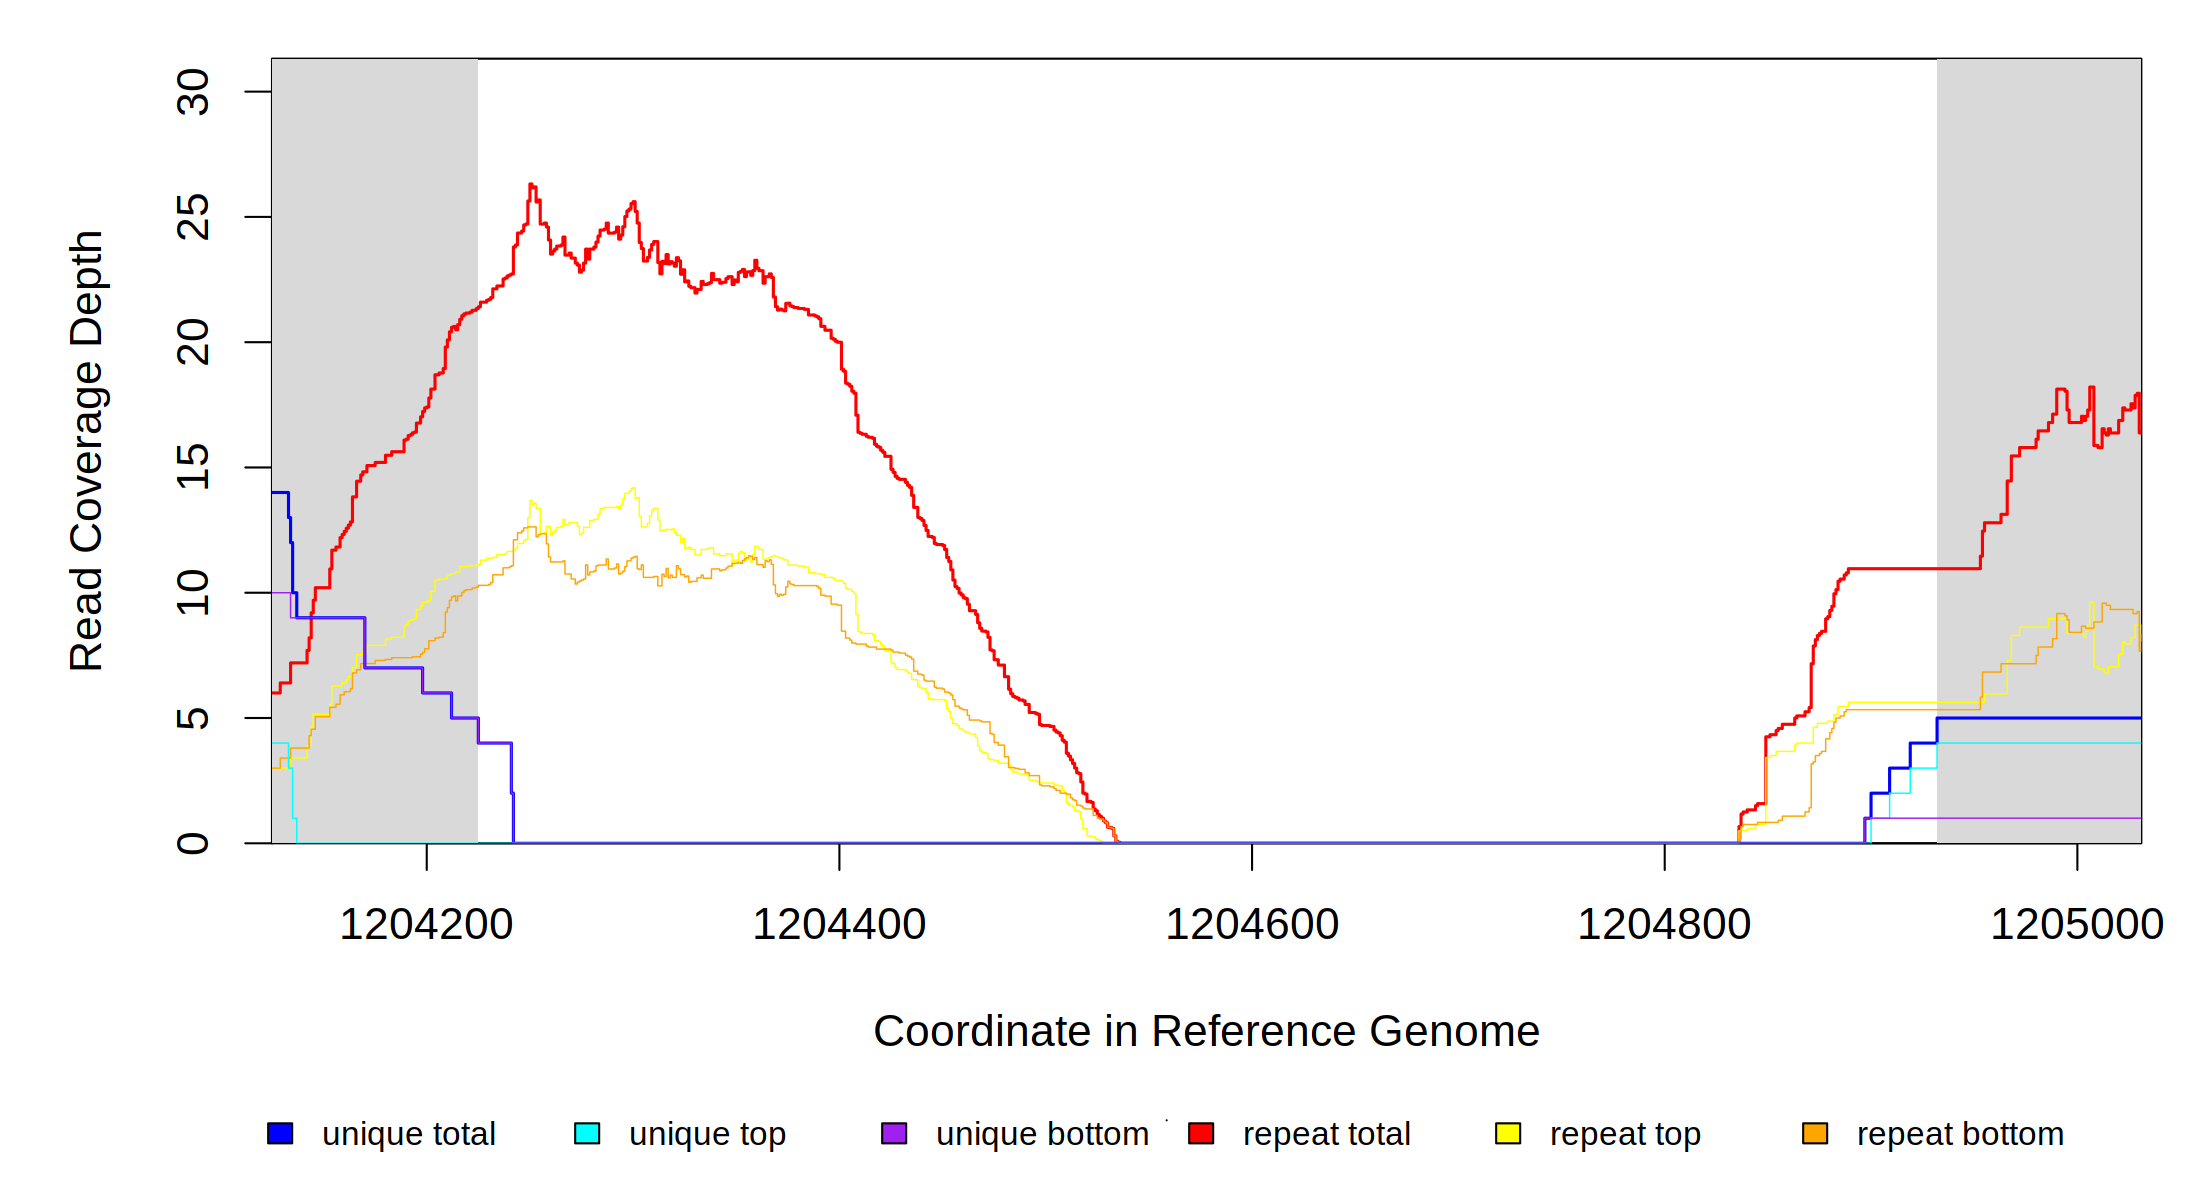 Read Coverage Depth
30
25
20
15
10
5
0
1204200 1204400 1204600 1204800 1205000
Coordinate in Reference Genome
unique total unique top unique bottom repeat total repeat top repeat bottom